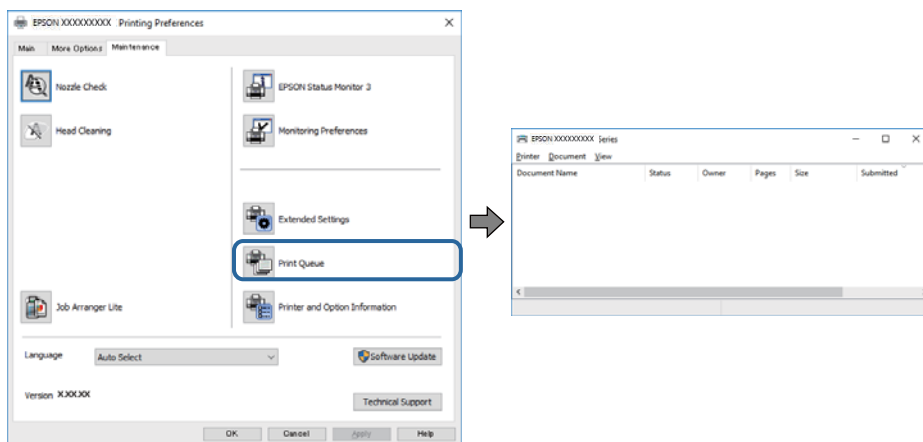 EPSON XXXXXXXXX Printing Preferences
Main More Options Maintenance
Nozzle Check
EPSON Status Monitor 3
Head Cleaning
Monitoring Preferences
Extended Settings
Print Queue
Job Arranger Lite
Printer and Option Information
Language
Auto Select
Software Update
Version X.XX.XX
Technical Support
OK Cancel Apply Help
EPSON XXXXXXXXX Series
Printer Document View
Document Name Status Owner Pages Size Submitted